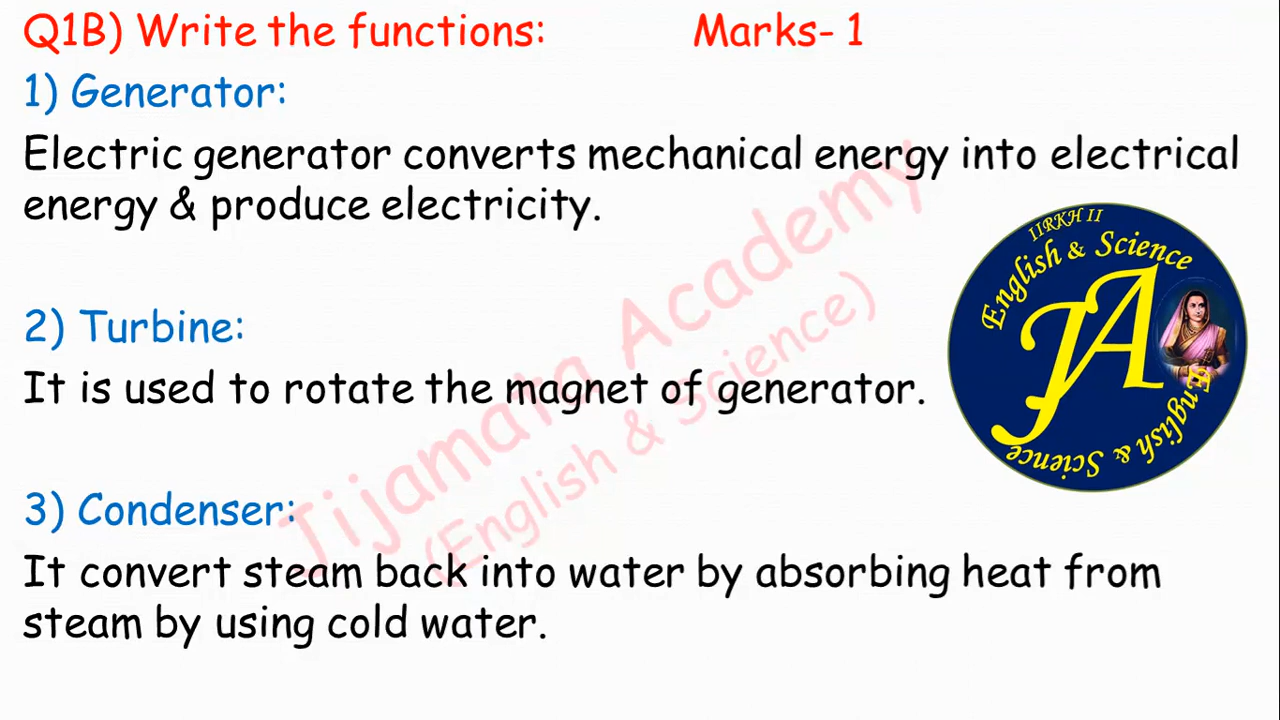 Q1B) Write the functions: Marks- 1
1) Generator:
Electric generator converts mechanical energy into electrical
energy & produce electricity.
2) Turbine:
It is used to rotate the magnet of generator.
3) Condenser:
It convert steam back into water by absorbing heat from
steam by using cold water.
Jijamata Academy
(English & Science)
IIRKH II
English & Science
JA
English & Science